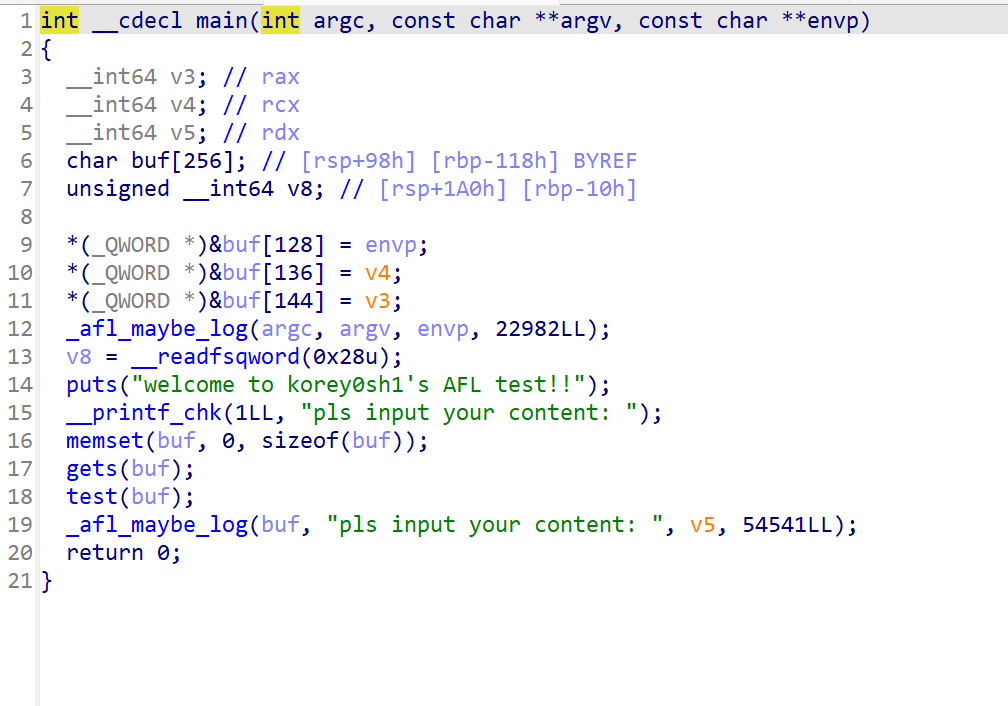 1 int __cdecl main(int argc, const char **argv, const char **envp)
2 {
3   __int64 v3; // rax
4   __int64 v4; // rcx
5   __int64 v5; // rdx
6   char buf[256]; // [rsp+98h] [rbp-118h] BYREF
7   unsigned __int64 v8; // [rsp+1A0h] [rbp-10h]
8
9   *(_QWORD *)&buf[128] = envp;
10   *(_QWORD *)&buf[136] = v4;
11   *(_QWORD *)&buf[144] = v3;
12   _afl_maybe_log(argc, argv, envp, 22982LL);
13   v8 = __readfsqword(0x28u);
14   puts("welcome to korey0sh1's AFL test!!");
15   __printf_chk(1LL, "pls input your content: ");
16   memset(buf, 0, sizeof(buf));
17   gets(buf);
18   test(buf);
19   _afl_maybe_log(buf, "pls input your content: ", v5, 54541LL);
20   return 0;
21 }